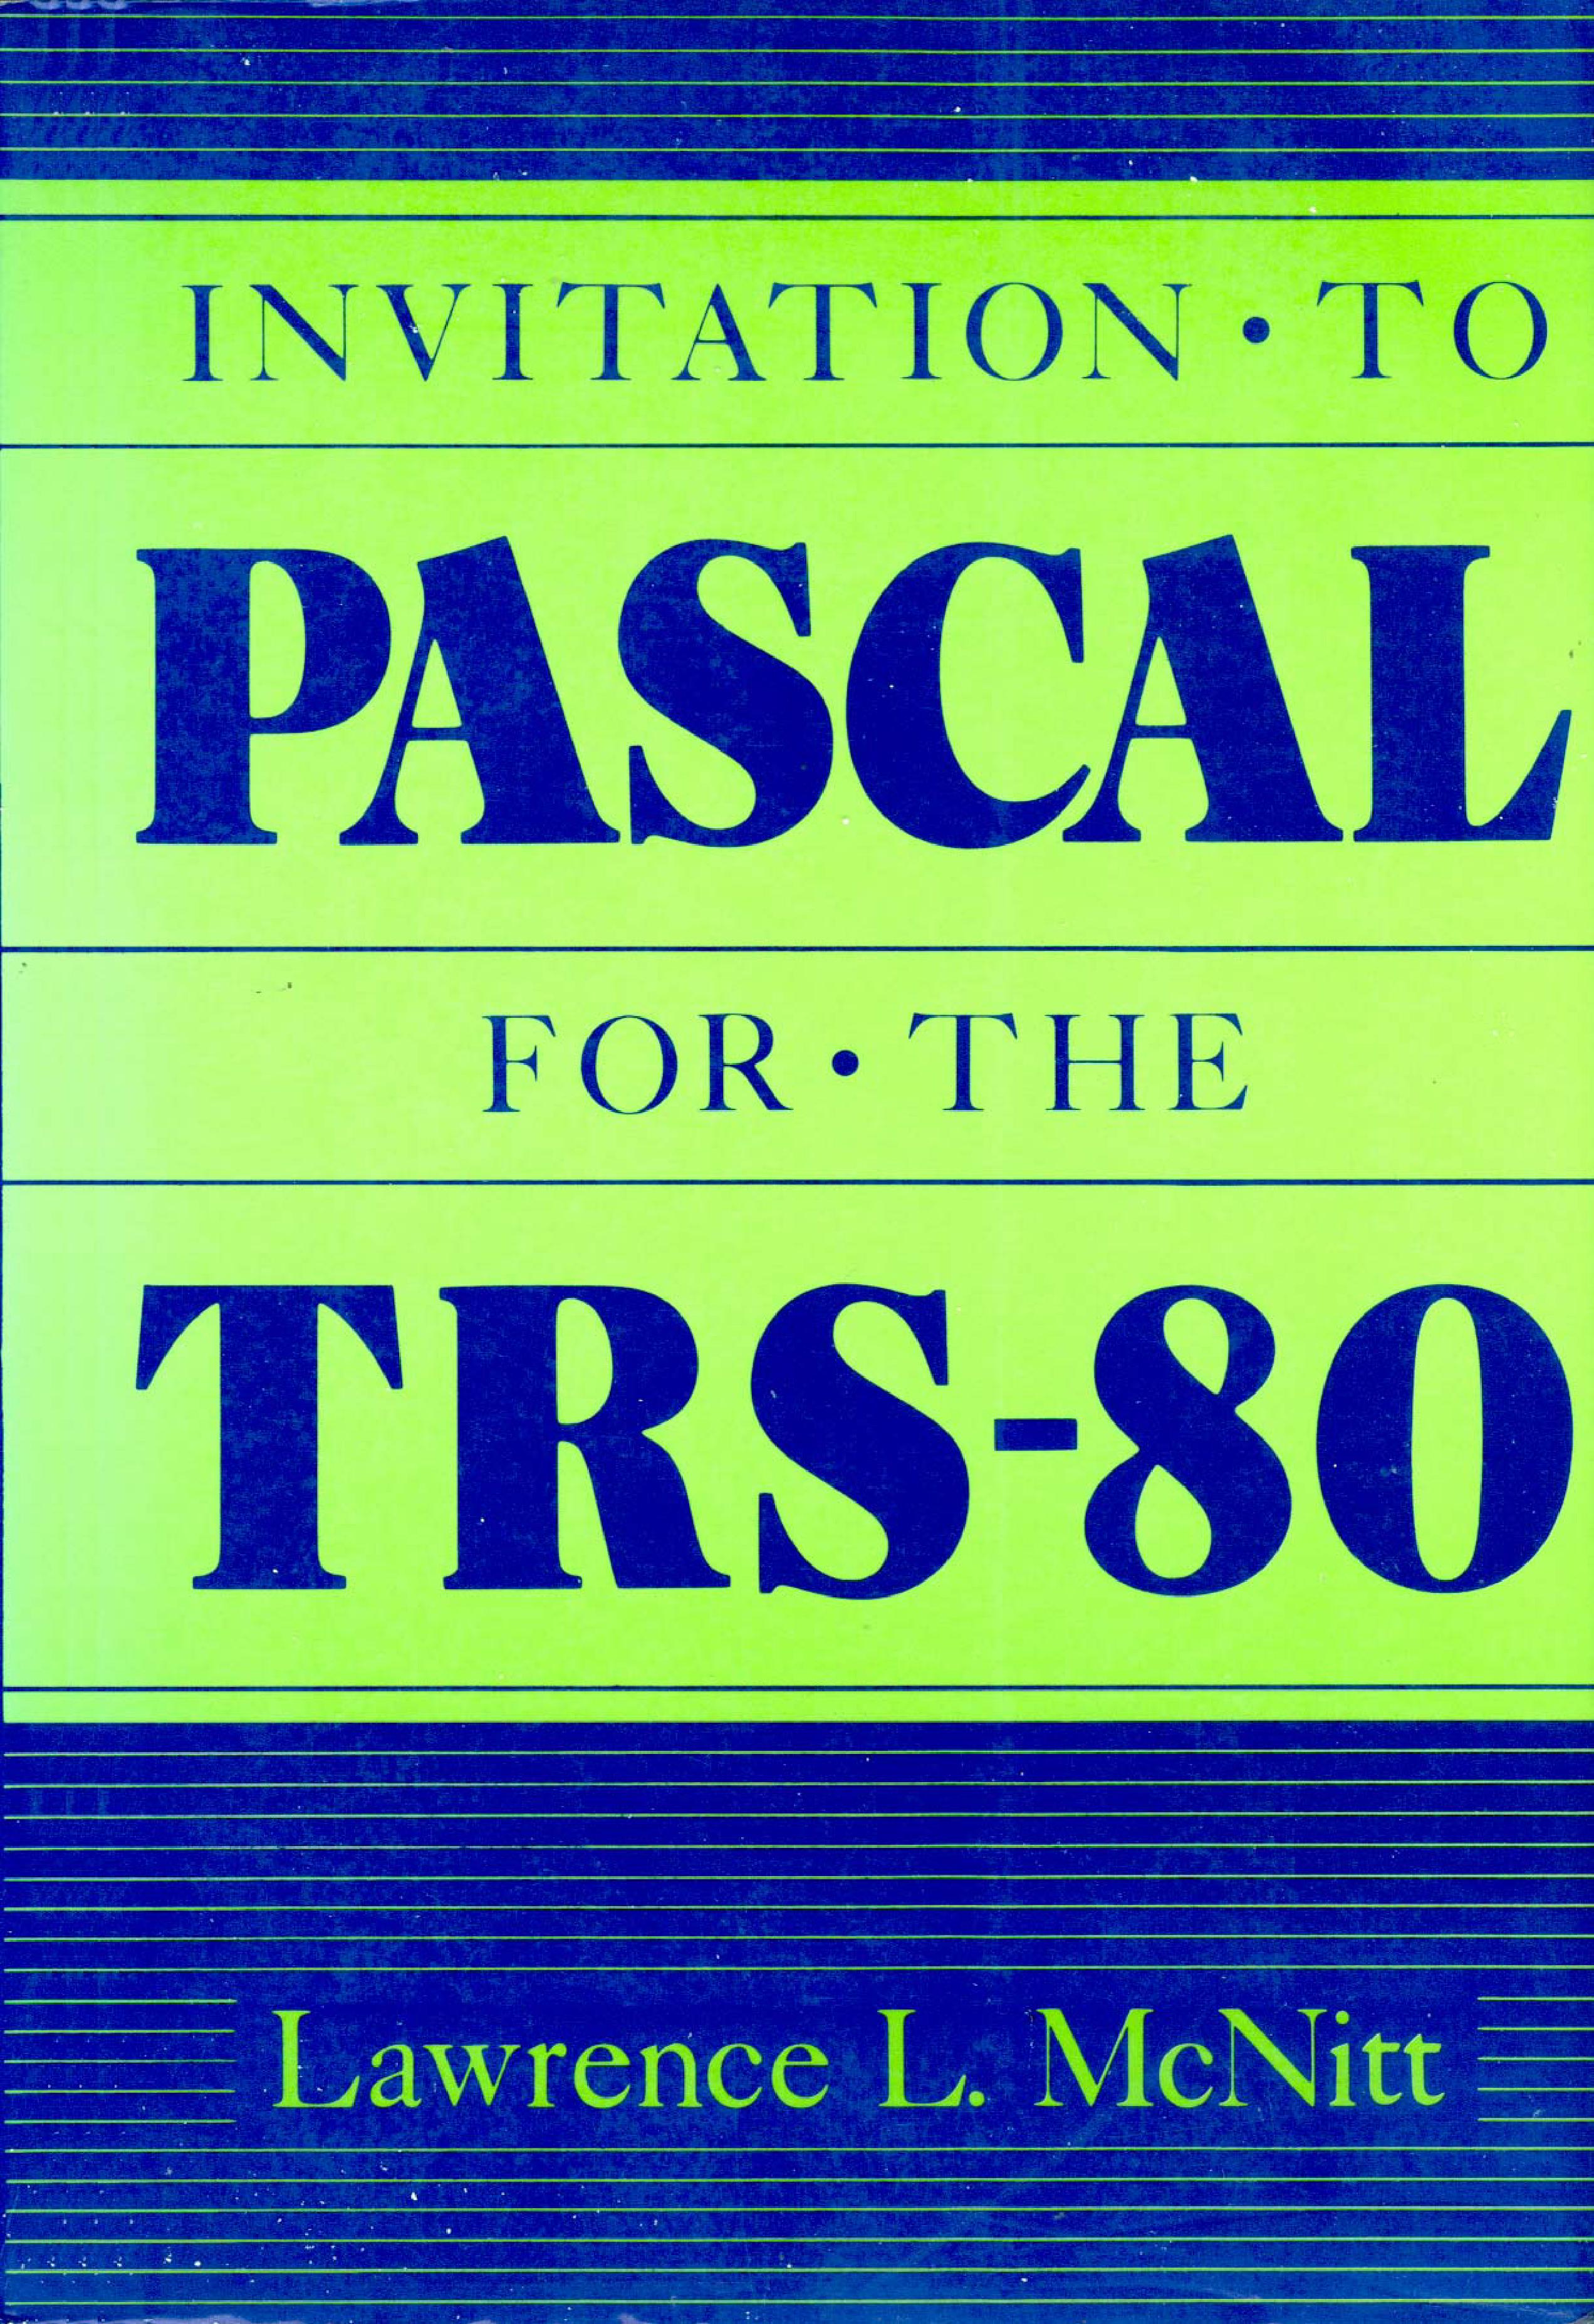 INVITATION • TO
PASCAL
FOR • THE
TRS-80
Lawrence L. McNitt